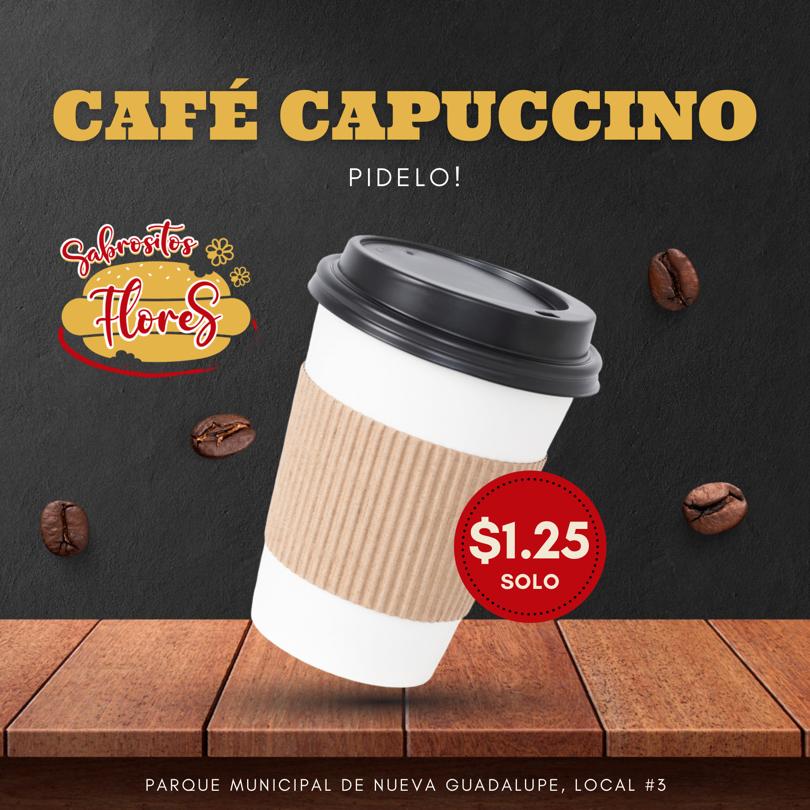 CAFÉ CAPUCCINO
PIDELO!
Sabrositos
Flores
$1.25
SOLO
PARQUE MUNICIPAL DE NUEVA GUADALUPE, LOCAL #3